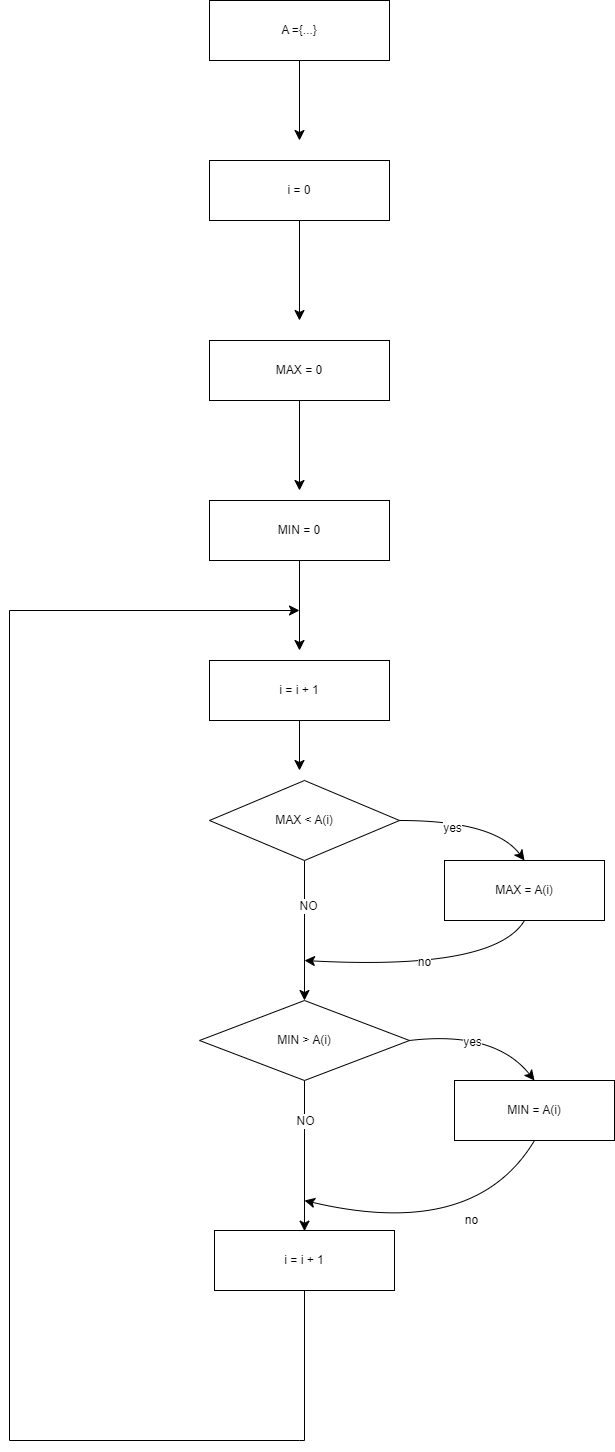 A ={...}
i = 0
MAX = 0
MIN = 0
i = i + 1
MAX < A(i)
yes
MAX = A(i)
NO
no
MIN > A(i)
yes
MIN = A(i)
NO
no
i = i + 1